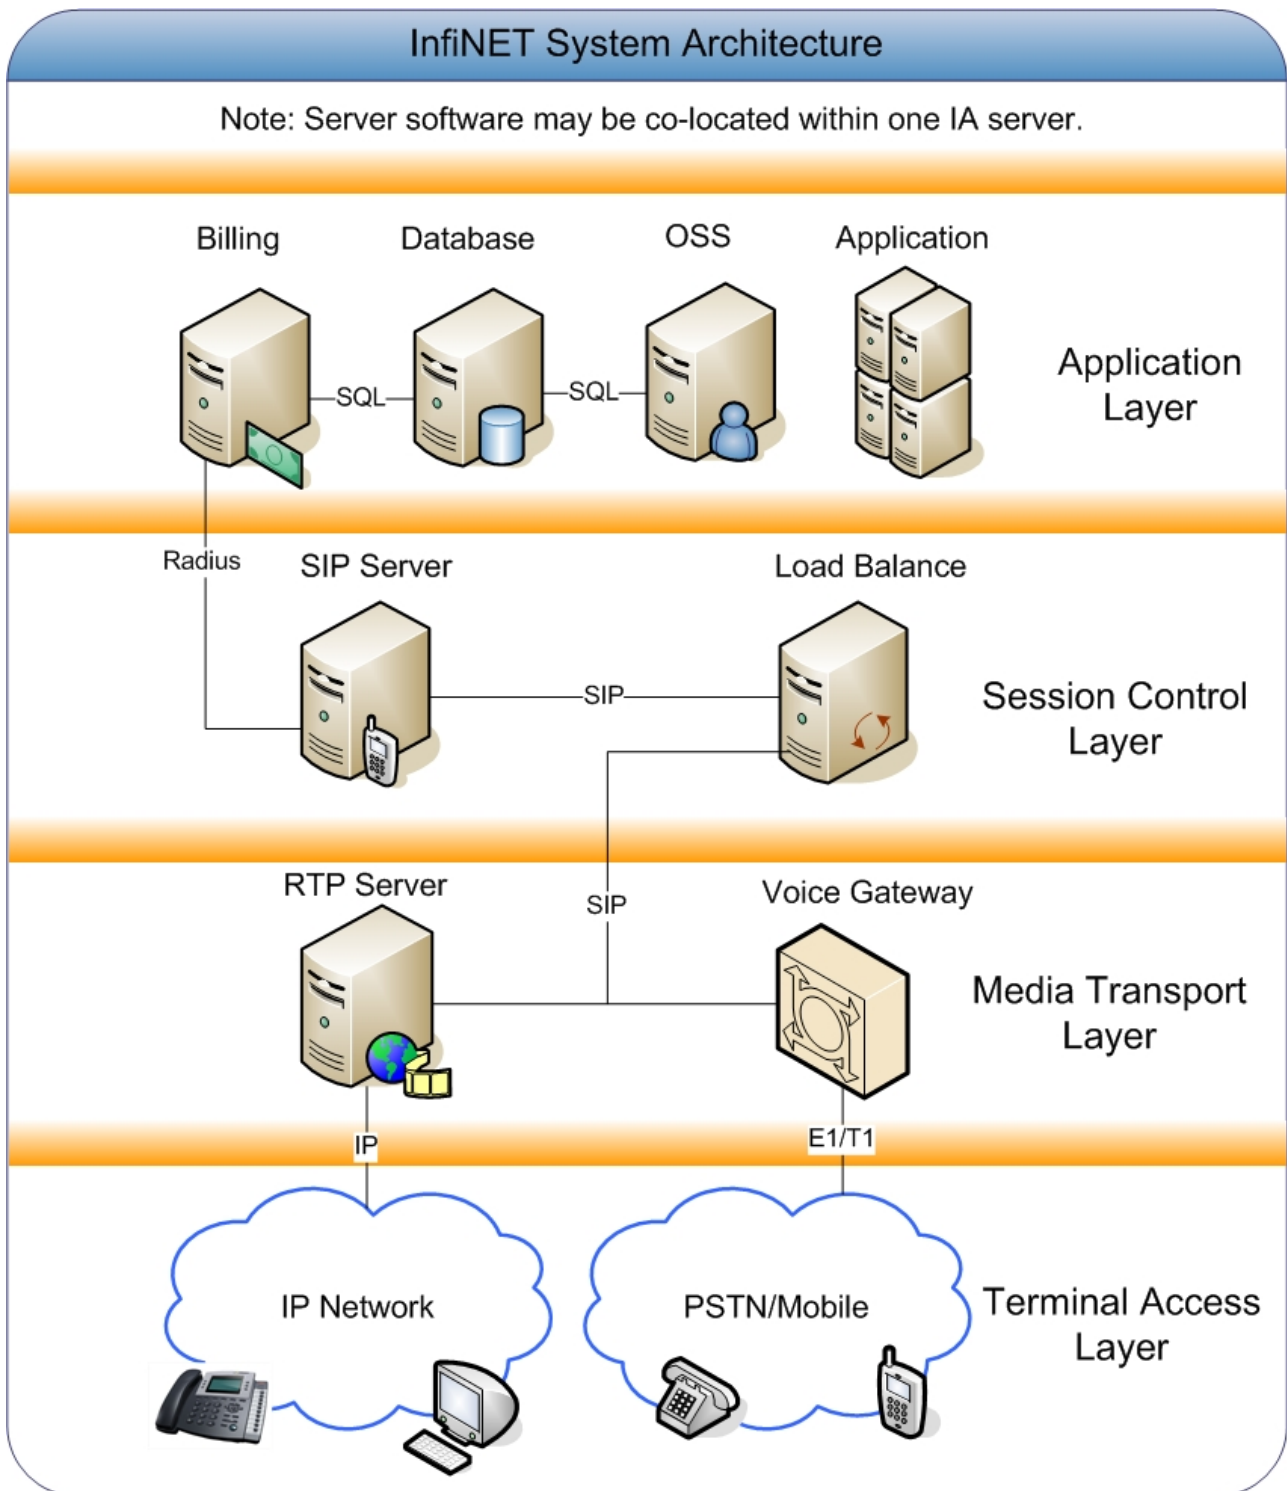 InfiNET System Architecture
Note: Server software may be co-located within one IA server.
Billing
Database
OSS
Application
SQL
SQL
Application
Layer
Radius
SIP Server
Load Balance
SIP
Session Control
Layer
RTP Server
SIP
Voice Gateway
Media Transport
Layer
IP
E1/T1
IP Network
PSTN/Mobile
Terminal Access
Layer